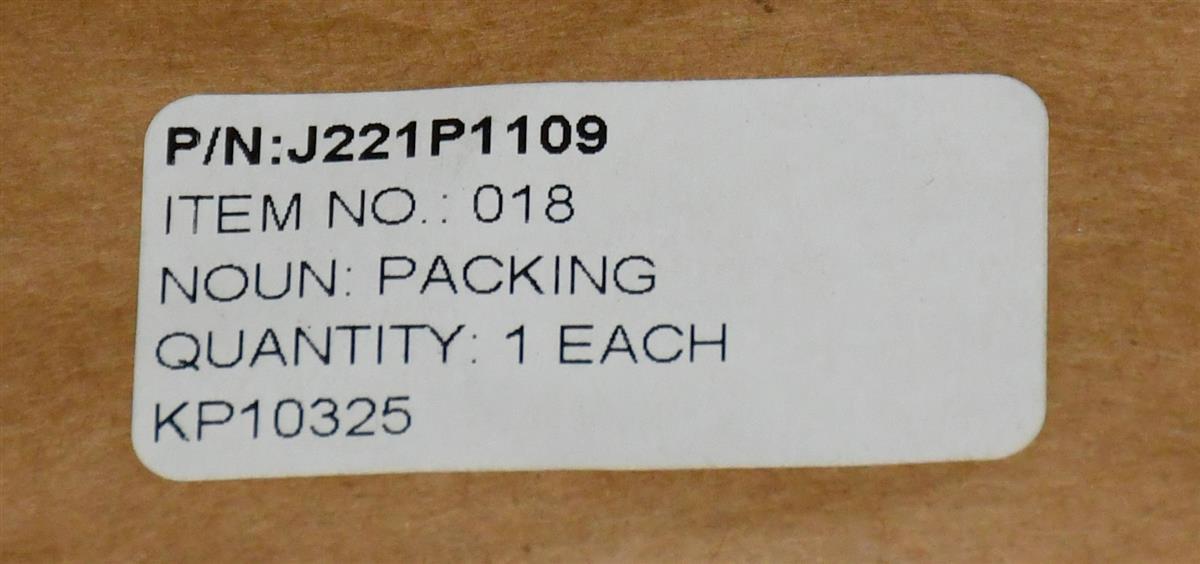 P/N:J221P1109
ITEM NO.: 018
NOUN: PACKING
QUANTITY: 1 EACH
KP10325